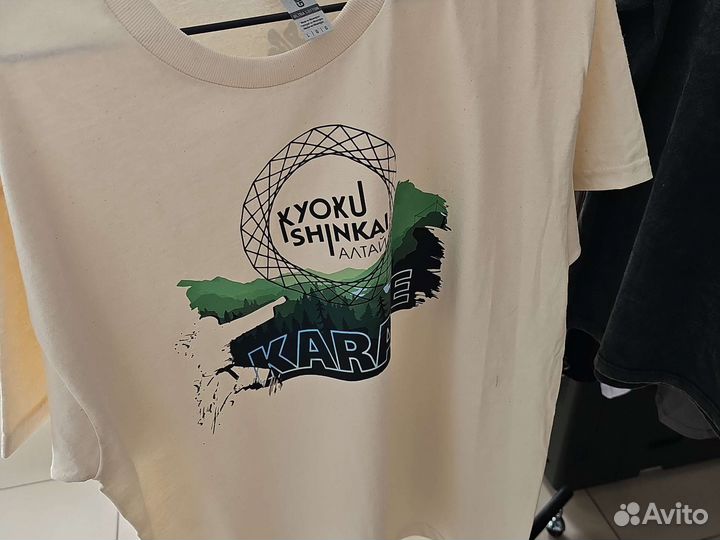 KYOKU
SHINKAI
АЛТАЙ
KARA E
Avito